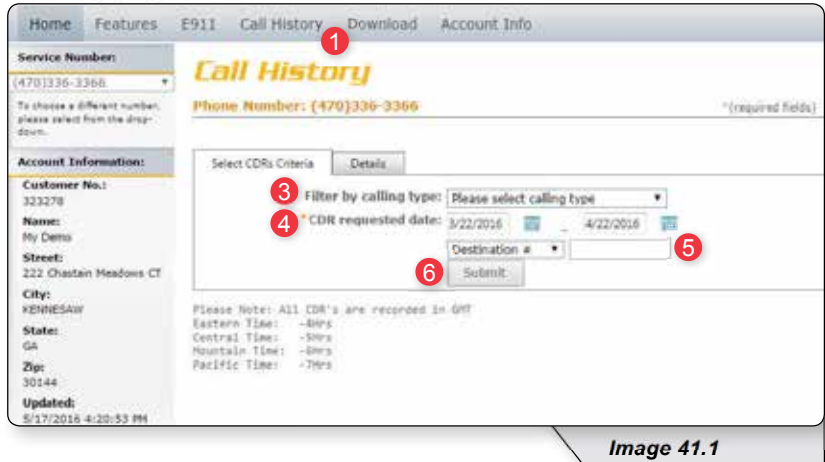 Home Features E911 Call History Download Account Info
1
Service Number:
(470)336-3366
To choose a different number,
please select from the drop-
down.
Call History
Phone Number: (470)336-3366
*(required fields)
Account Information:
Customer No.:
323278
Name:
My Demo
Street:
222 Chastain Meadows CT
City:
KENNESAW
State:
GA
Zip:
30144
Updated:
5/17/2016 4:20:53 PM
Select CDRs Criteria Details
3 Filter by calling type: Please select calling type
4 *CDR requested date: 3/22/2016 - 4/22/2016
Destination # 5
6 Submit
Please Note: All CDR's are recorded in GMT
Eastern Time: -4Hrs
Central Time: -5Hrs
Mountain Time: -6Hrs
Pacific Time: -7Hrs
Image 41.1